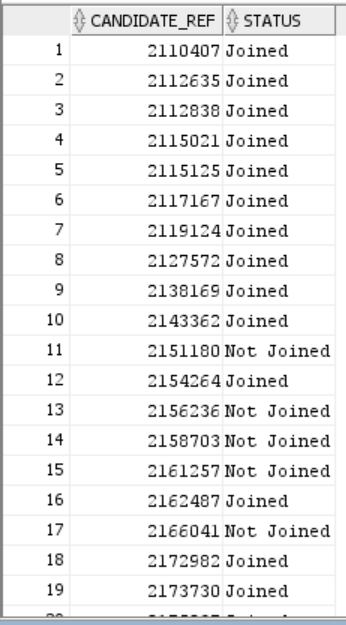 CANDIDATE_REF STATUS
1 2110407 Joined
2 2112635 Joined
3 2112838 Joined
4 2115021 Joined
5 2115125 Joined
6 2117167 Joined
7 2119124 Joined
8 2127572 Joined
9 2138169 Joined
10 2143362 Joined
11 2151180 Not Joined
12 2154264 Joined
13 2156236 Not Joined
14 2158703 Not Joined
15 2161257 Not Joined
16 2162487 Joined
17 2166041 Not Joined
18 2172982 Joined
19 2173730 Joined